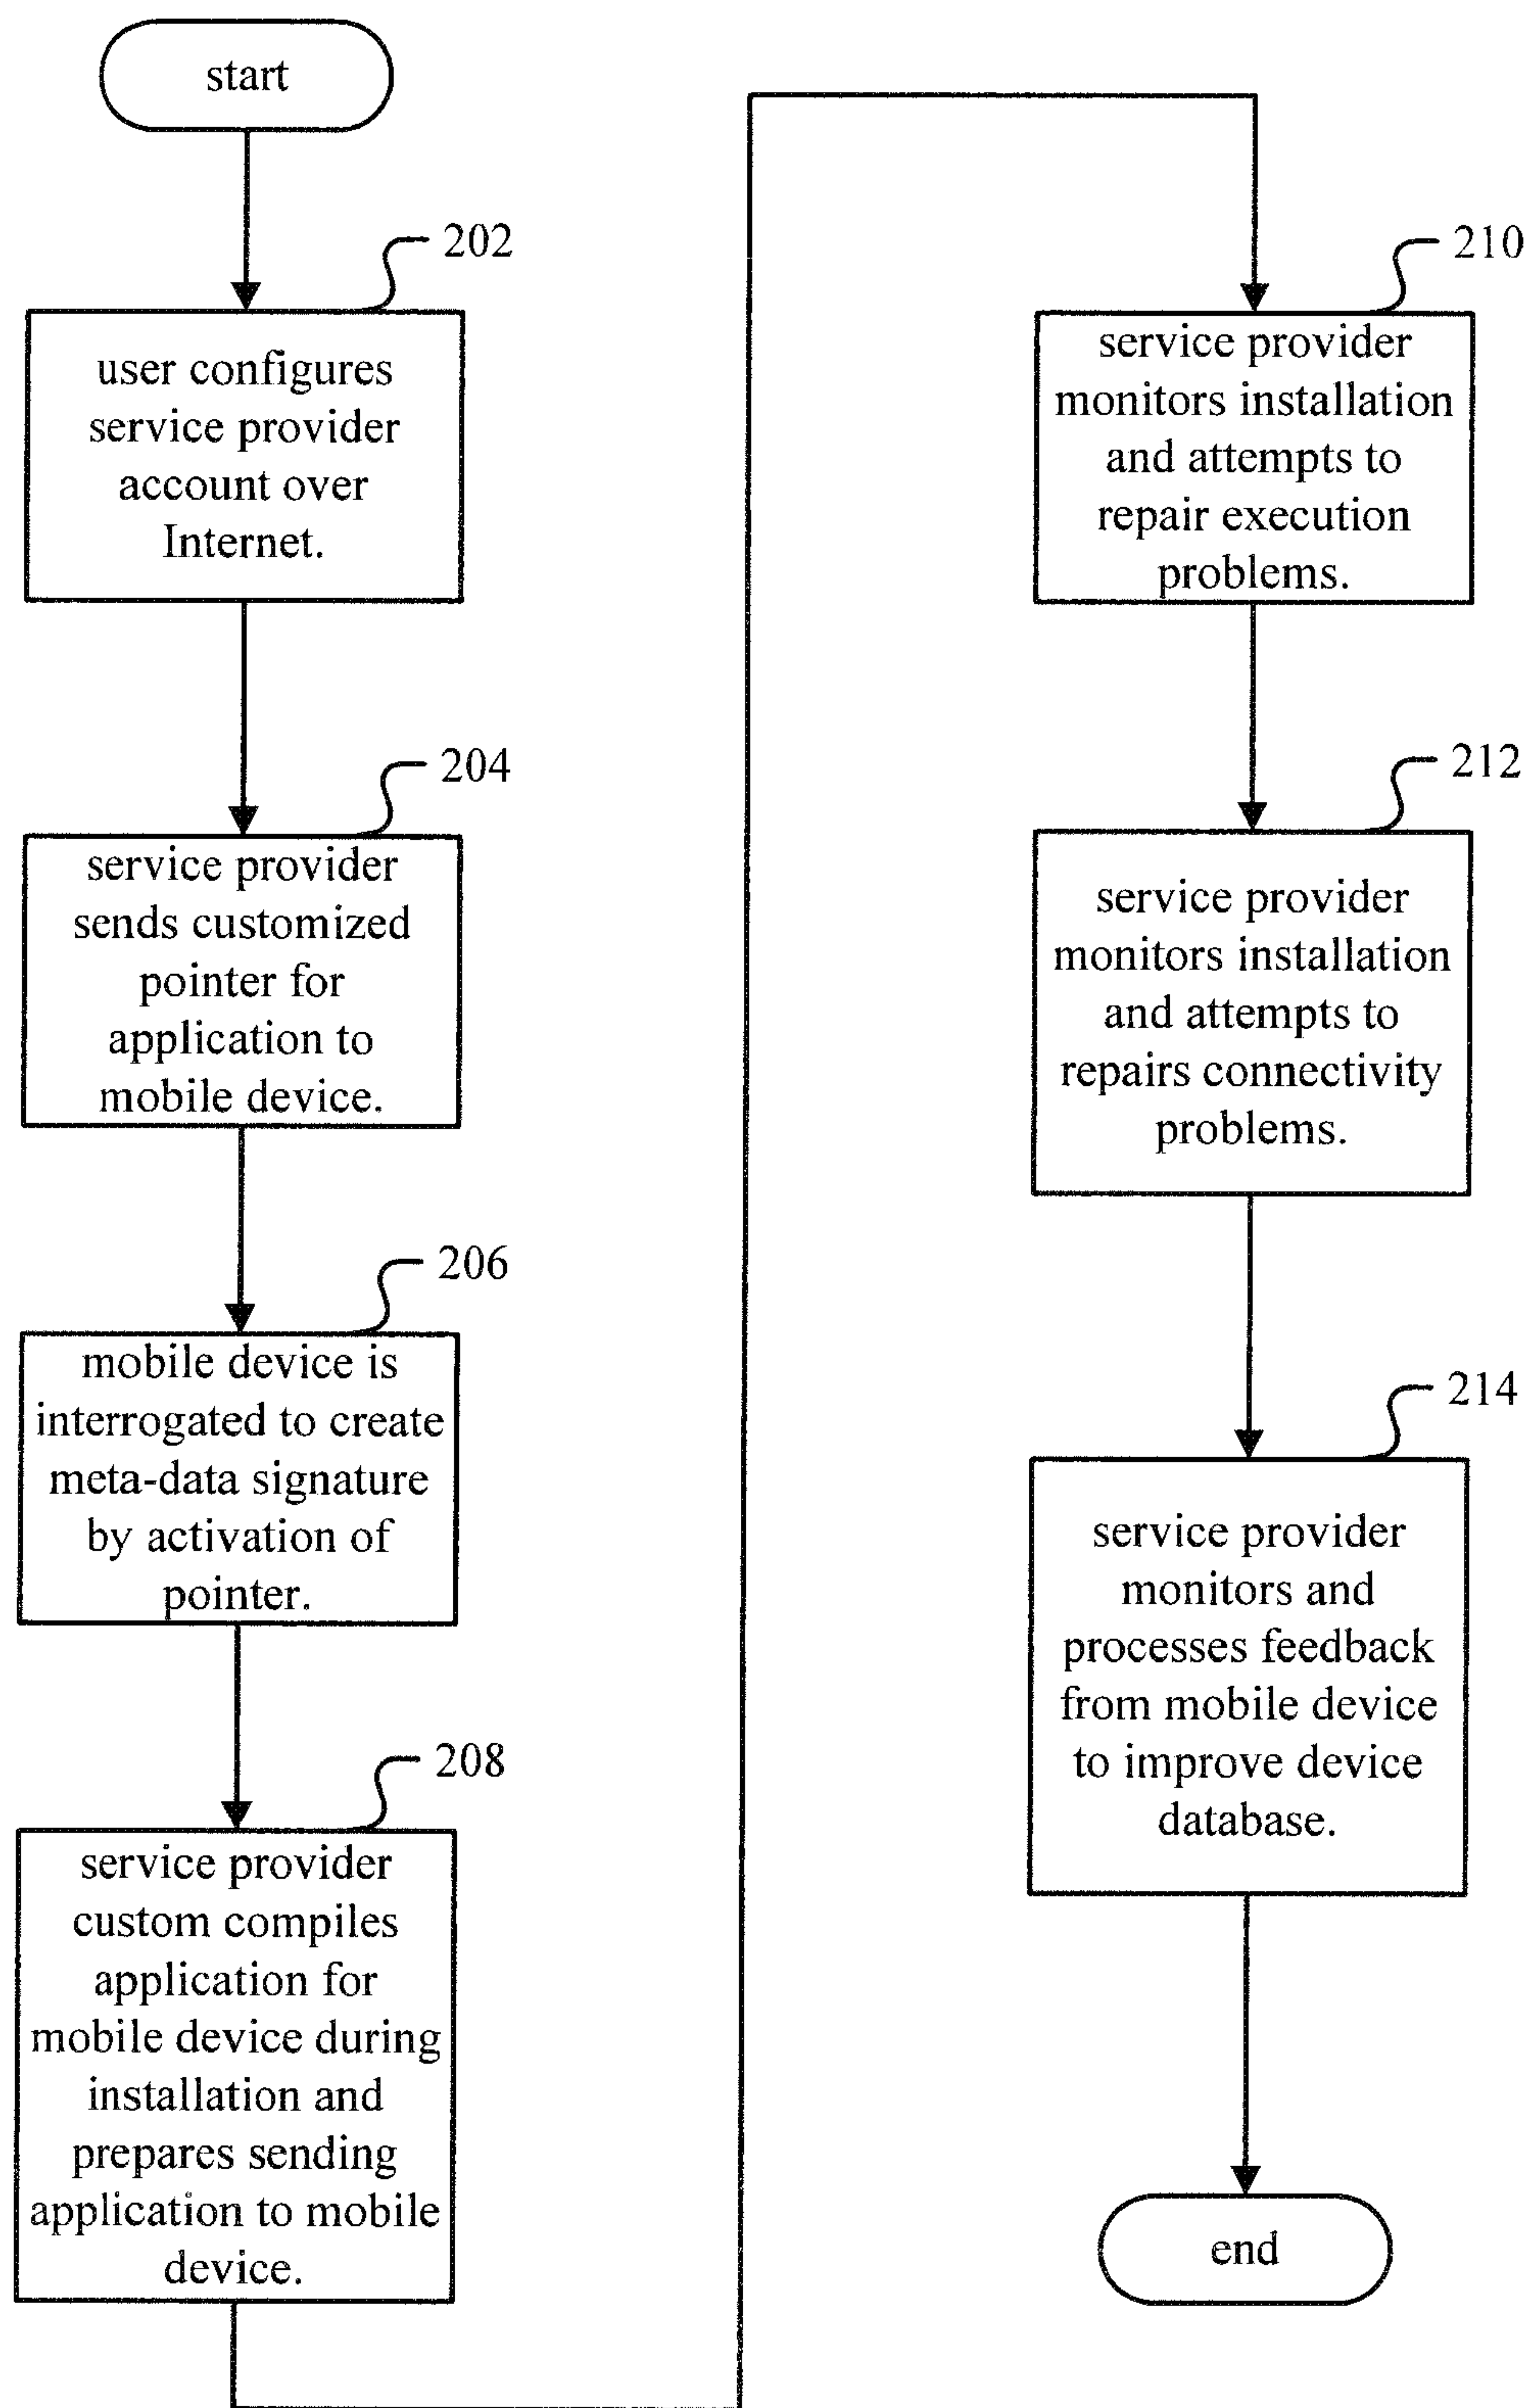 start
202
user configures
service provider
account over
Internet.
204
service provider
sends customized
pointer for
application to
mobile device.
206
mobile device is
interrogated to create
meta-data signature
by activation of
pointer.
208
service provider
custom compiles
application for
mobile device during
installation and
prepares sending
application to mobile
device.
210
service provider
monitors installation
and attempts to
repair execution
problems.
212
service provider
monitors installation
and attempts to
repairs connectivity
problems.
214
service provider
monitors and
processes feedback
from mobile device
to improve device
database.
end